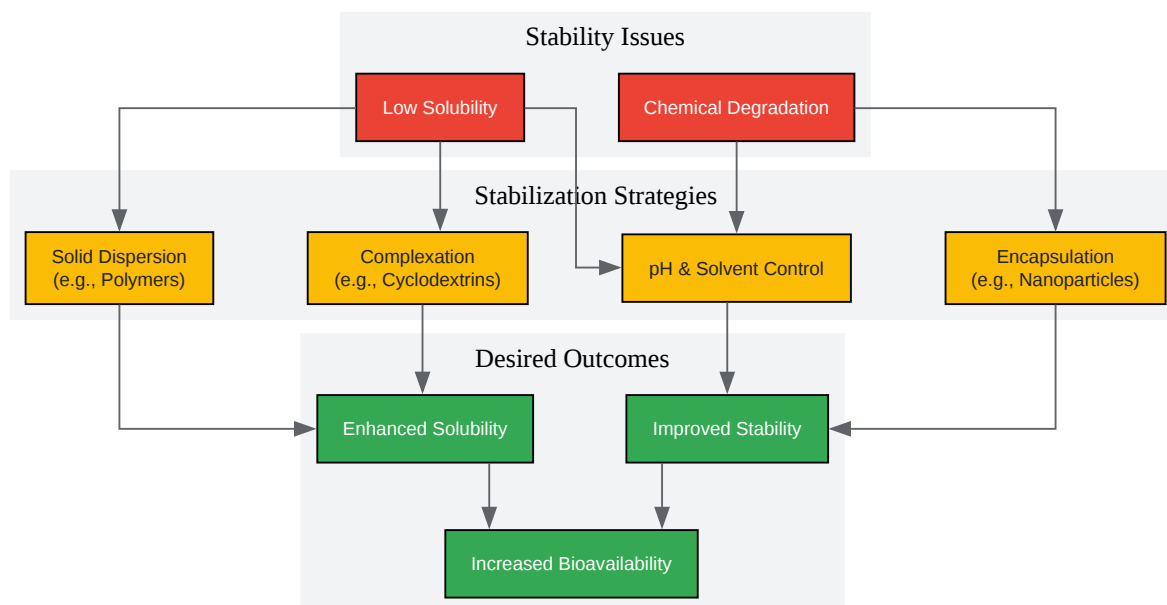 Stability Issues
Low Solubility
Chemical Degradation
Stabilization Strategies
Solid Dispersion
(e.g., Polymers)
Complexation
(e.g., Cyclodextrins)
pH & Solvent Control
Encapsulation
(e.g., Nanoparticles)
Desired Outcomes
Enhanced Solubility
Improved Stability
Increased Bioavailability